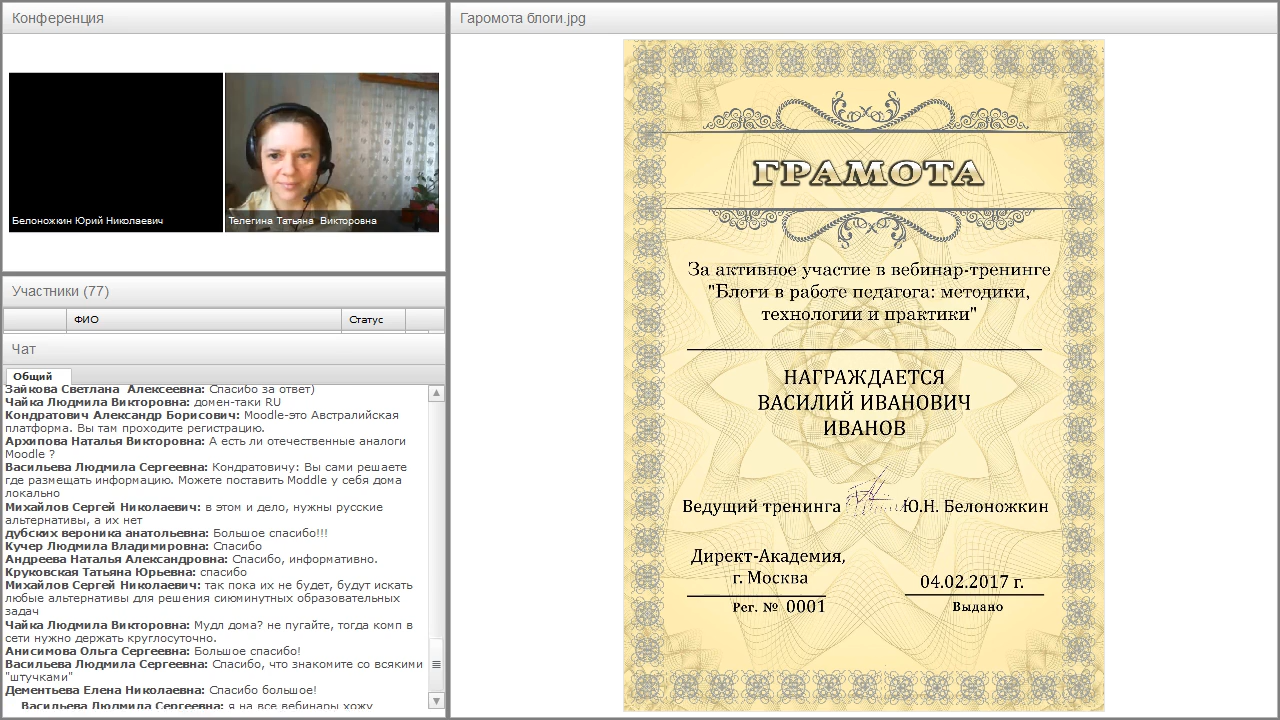 Конференция
Белоножкин Юрий Николаевич
Телегина Татьяна Викторовна
Участники (77)
ФИО
Статус
Чат
Общий
Зайкова Светлана Алексеевна: Спасибо за ответ)
Чайка Людмила Викторовна: домен-таки RU
Кондратович Александр Борисович: Moodle-это Австралийская
платформа. Вы там проходите регистрацию.
Архипова Наталья Викторовна: А есть ли отечественные аналоги
Moodle ?
Васильева Людмила Сергеевна: Кондратовичу: Вы сами решаете
где размещать информацию. Можете поставить Moddle у себя дома
локально
Михайлов Сергей Николаевич: в этом и дело, нужны русские
альтернативы, а их нет
дубских вероника анатольевна: Большое спасибо!!!
Кучер Людмила Владимировна: Спасибо
Андреева Наталья Александровна: Спасибо, информативно.
Круковская Татьяна Юрьевна: спасибо
Михайлов Сергей Николаевич: так пока их не будет, будут искать
любые альтернативы для решения сиюминутных образовательных
задач
Чайка Людмила Викторовна: Мудл дома? не пугайте, тогда комп в
сети нужно держать круглосуточно.
Анисимова Ольга Сергеевна: Большое спасибо!
Васильева Людмила Сергеевна: Спасибо, что знакомите со всякими
"штучками"
Дементьева Елена Николаевна: Спасибо большое!
Васильева Людмила Сергеевна: я на все вебинары хожу
Гаромота блоги.jpg
ГРАМОТА
За активное участие в вебинар-тренинге
"Блоги в работе педагога: методики,
технологии и практики"
НАГРАЖДАЕТСЯ
ВАСИЛИЙ ИВАНОВИЧ
ИВАНОВ
Ведущий тренинга Ю.Н. Белоножкин
Директ-Академия,
г. Москва
04.02.2017 г.
Рег. № 0001
Выдано